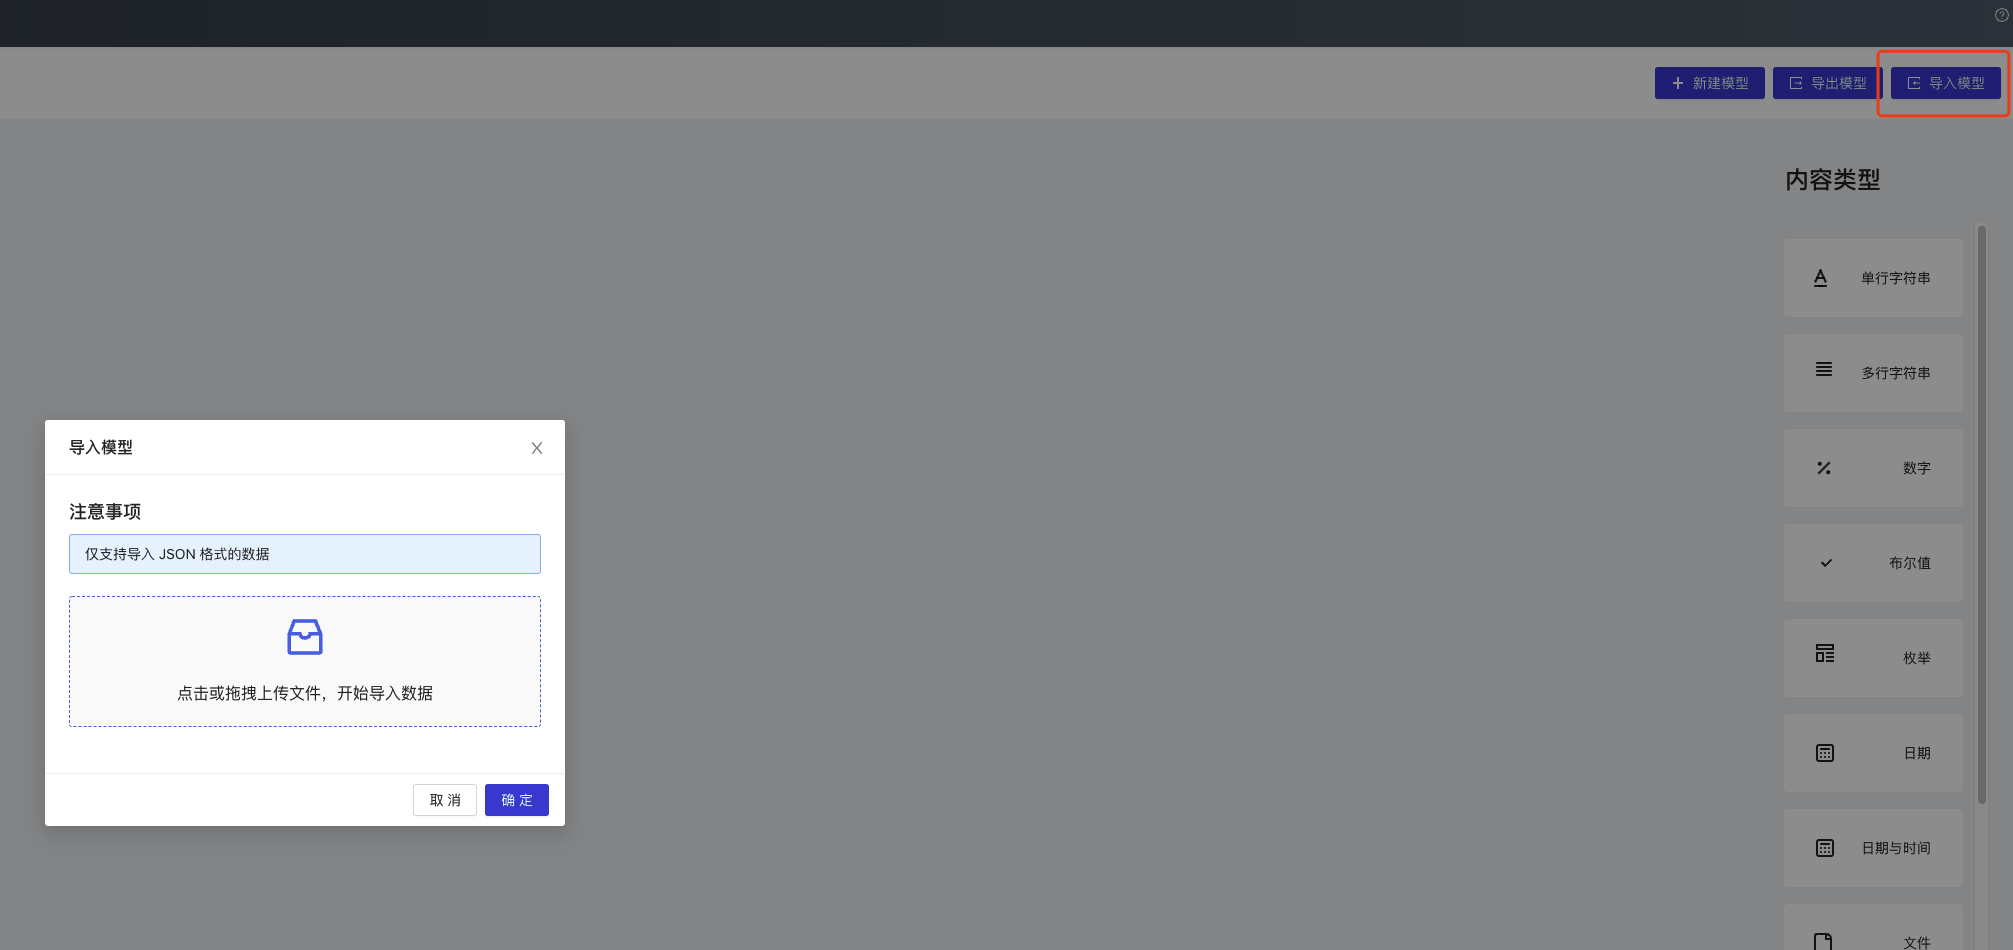 新建模型
导出模型
导入模型
内容类型
单行字符串
多行字符串
数字
布尔值
枚举
日期
日期与时间
文件
导入模型
注意事项
仅支持导入 JSON 格式的数据
点击或拖拽上传文件，开始导入数据
取 消
确 定